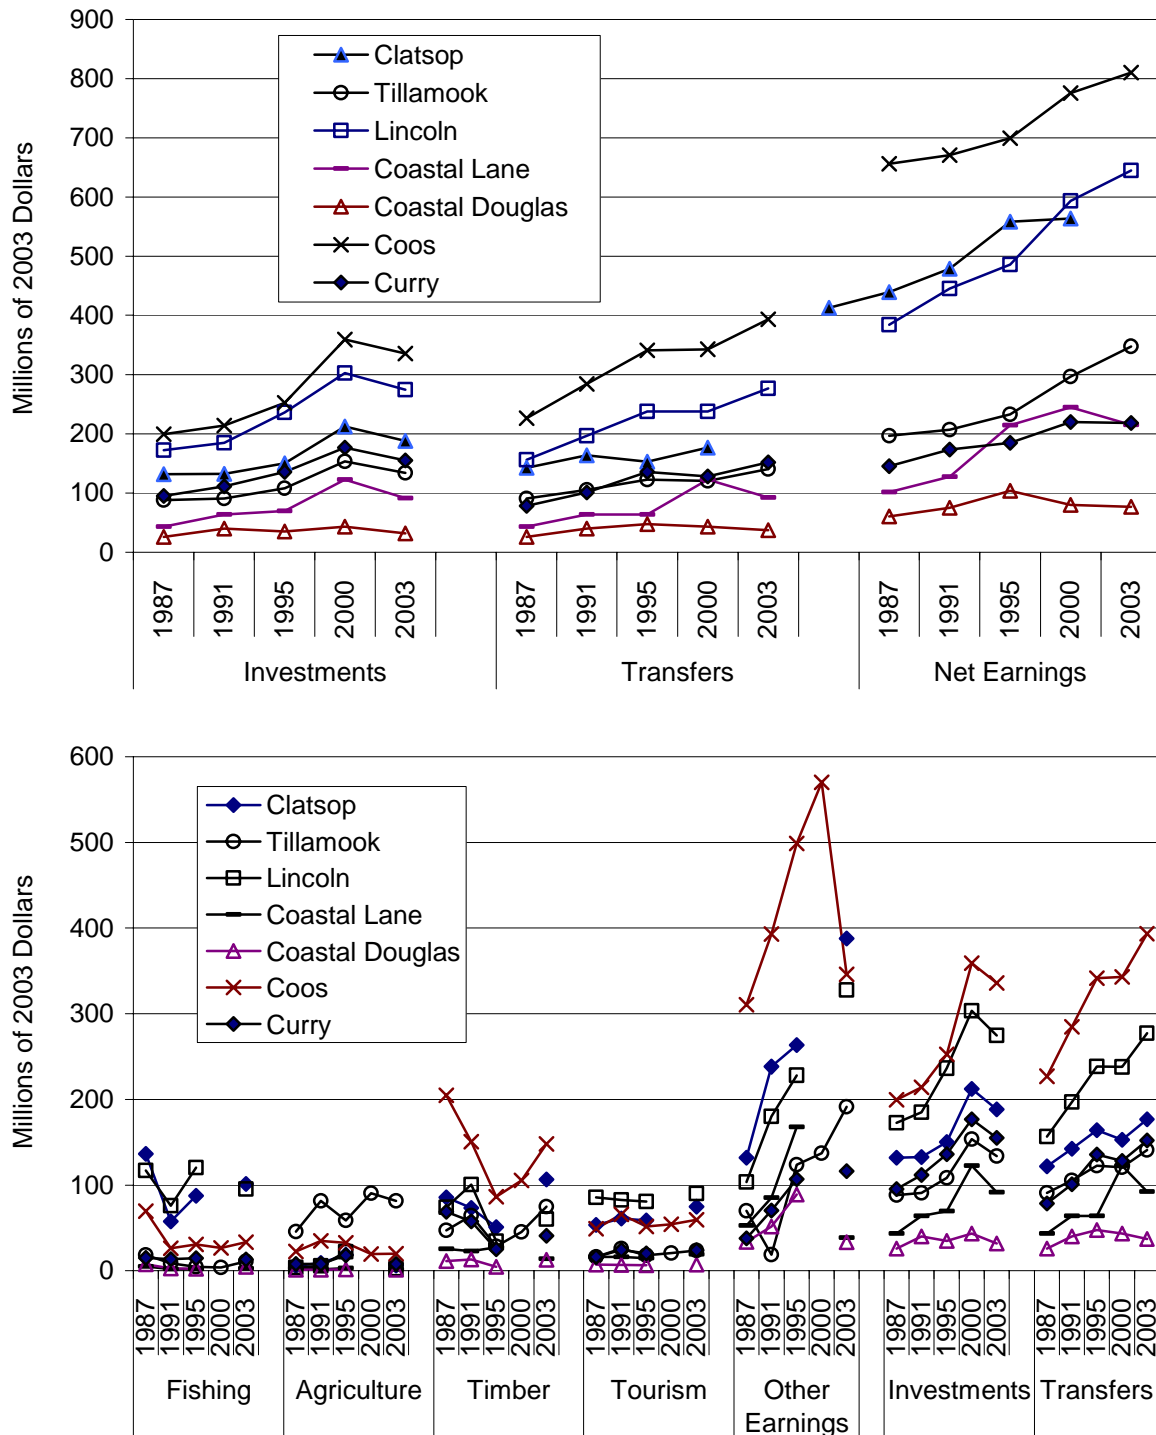 900
800
700
600
500
400
300
200
100
0
Millions of 2003 Dollars
Clatsop
Tillamook
Lincoln
Coastal Lane
Coastal Douglas
Coos
Curry
1987 1991 1995 2000 2003 1987 1991 1995 2000 2003 1987 1991 1995 2000 2003
Investments Transfers Net Earnings
600
500
400
300
200
100
0
Millions of 2003 Dollars
Clatsop
Tillamook
Lincoln
Coastal Lane
Coastal Douglas
Coos
Curry
1987 1991 1995 2000 2003 1987 1991 1995 2000 2003 1987 1991 1995 2000 2003 1987 1991 1995 2000 2003 1987 1991 1995 2000 2003 1987 1991 1995 2000 2003 1987 1991 1995 2000 2003
Fishing Agriculture Timber Tourism Other Investments Transfers
Earnings